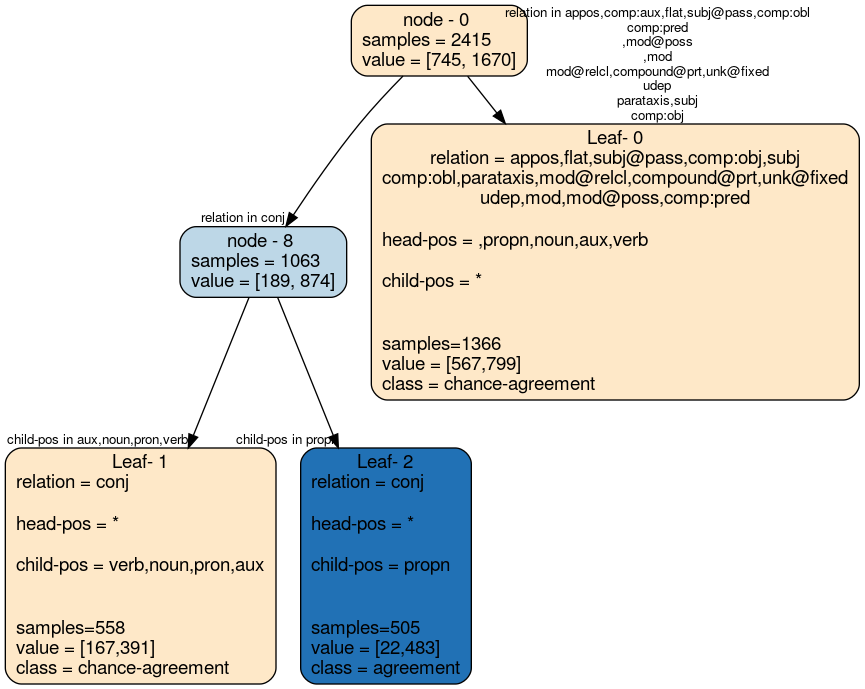 node - 0
samples = 2415
value = [745, 1670]
relation in appos,comp:aux,flat,subj@pass,comp:obl
comp:pred
,mod@poss
,mod
mod@relcl,compound@prt,unk@fixed
udep
parataxis,subj
comp:obj
Leaf- 0
relation = appos,flat,subj@pass,comp:obj,subj
comp:obl,parataxis,mod@relcl,compound@prt,unk@fixed
udep,mod,mod@poss,comp:pred
head-pos = ,propn,noun,aux,verb
child-pos = *
samples=1366
value = [567,799]
class = chance-agreement
relation in conj
node - 8
samples = 1063
value = [189, 874]
child-pos in aux,noun,pron,verb
child-pos in propn
Leaf- 1
relation = conj
head-pos = *
child-pos = verb,noun,pron,aux
samples=558
value = [167,391]
class = chance-agreement
Leaf- 2
relation = conj
head-pos = *
child-pos = propn
samples=505
value = [22,483]
class = agreement